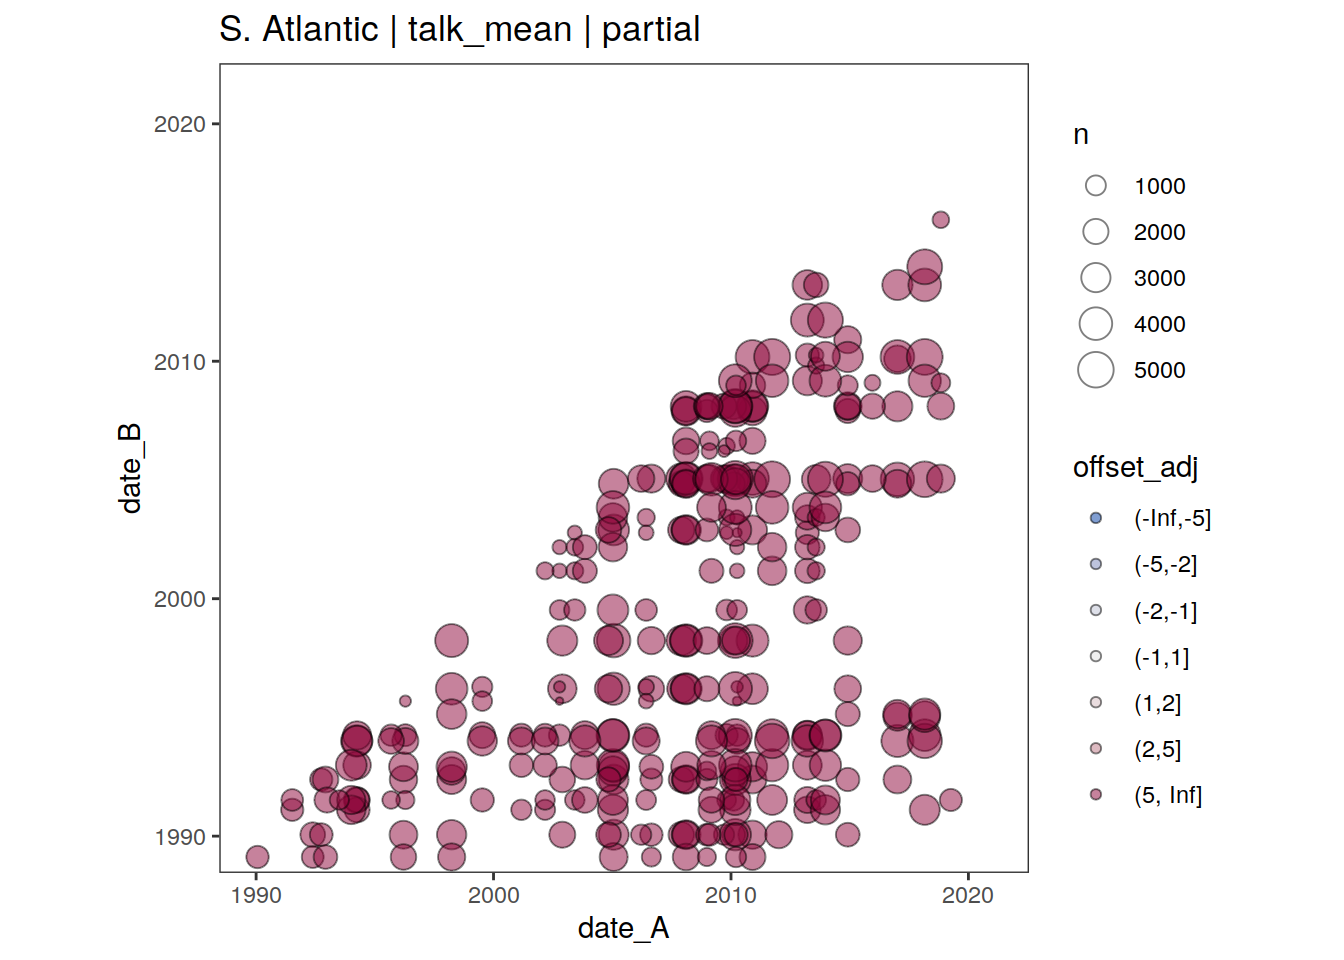 S. Atlantic | talk_mean | partial
2020
2010
2000
1990
date_B
1990
2000
2010
2020
date_A
n
1000
2000
3000
4000
5000
offset_adj
(-Inf,-5]
(-5,-2]
(-2,-1]
(-1,1]
(1,2]
(2,5]
(5, Inf]